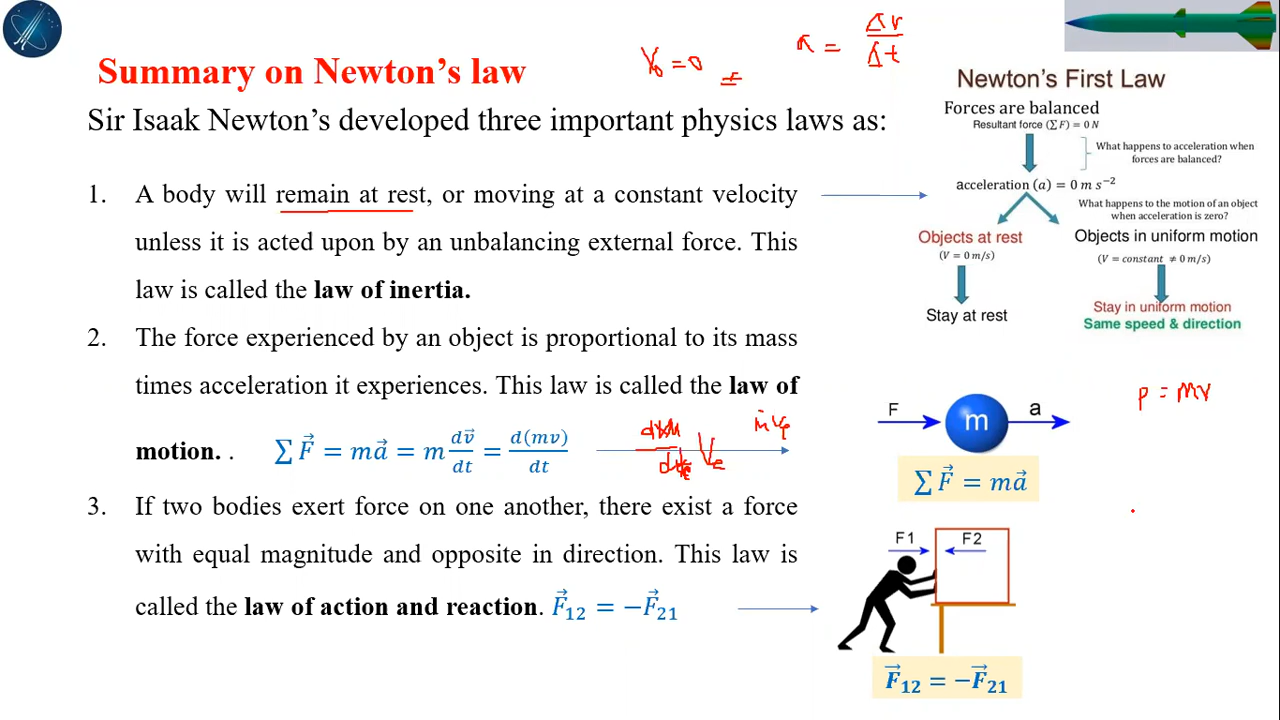 V₀ = 0
a = Δv/Δt
Summary on Newton's law
Sir Isaak Newton's developed three important physics laws as:
1. A body will remain at rest, or moving at a constant velocity
unless it is acted upon by an unbalancing external force. This
law is called the law of inertia.
2. The force experienced by an object is proportional to its mass
times acceleration it experiences. This law is called the law of
motion. . ∑ F⃗ = ma⃗ = m dv⃗/dt = d(mv)/dt
Vₑ
ṁvₑ
3. If two bodies exert force on one another, there exist a force
with equal magnitude and opposite in direction. This law is
called the law of action and reaction. F⃗₁₂ = −F⃗₂₁
Newton's First Law
Forces are balanced
Resultant force (∑ F) = 0 N
What happens to acceleration when
forces are balanced?
acceleration (a) = 0 m s⁻²
What happens to the motion of an object
when acceleration is zero?
Objects at rest
(V = 0 m/s)
Stay at rest
Objects in uniform motion
(V = constant ≠ 0 m/s)
Stay in uniform motion
Same speed & direction
p = mv
F
m
a
∑ F⃗ = ma⃗
F1
F2
F⃗₁₂ = −F⃗₂₁